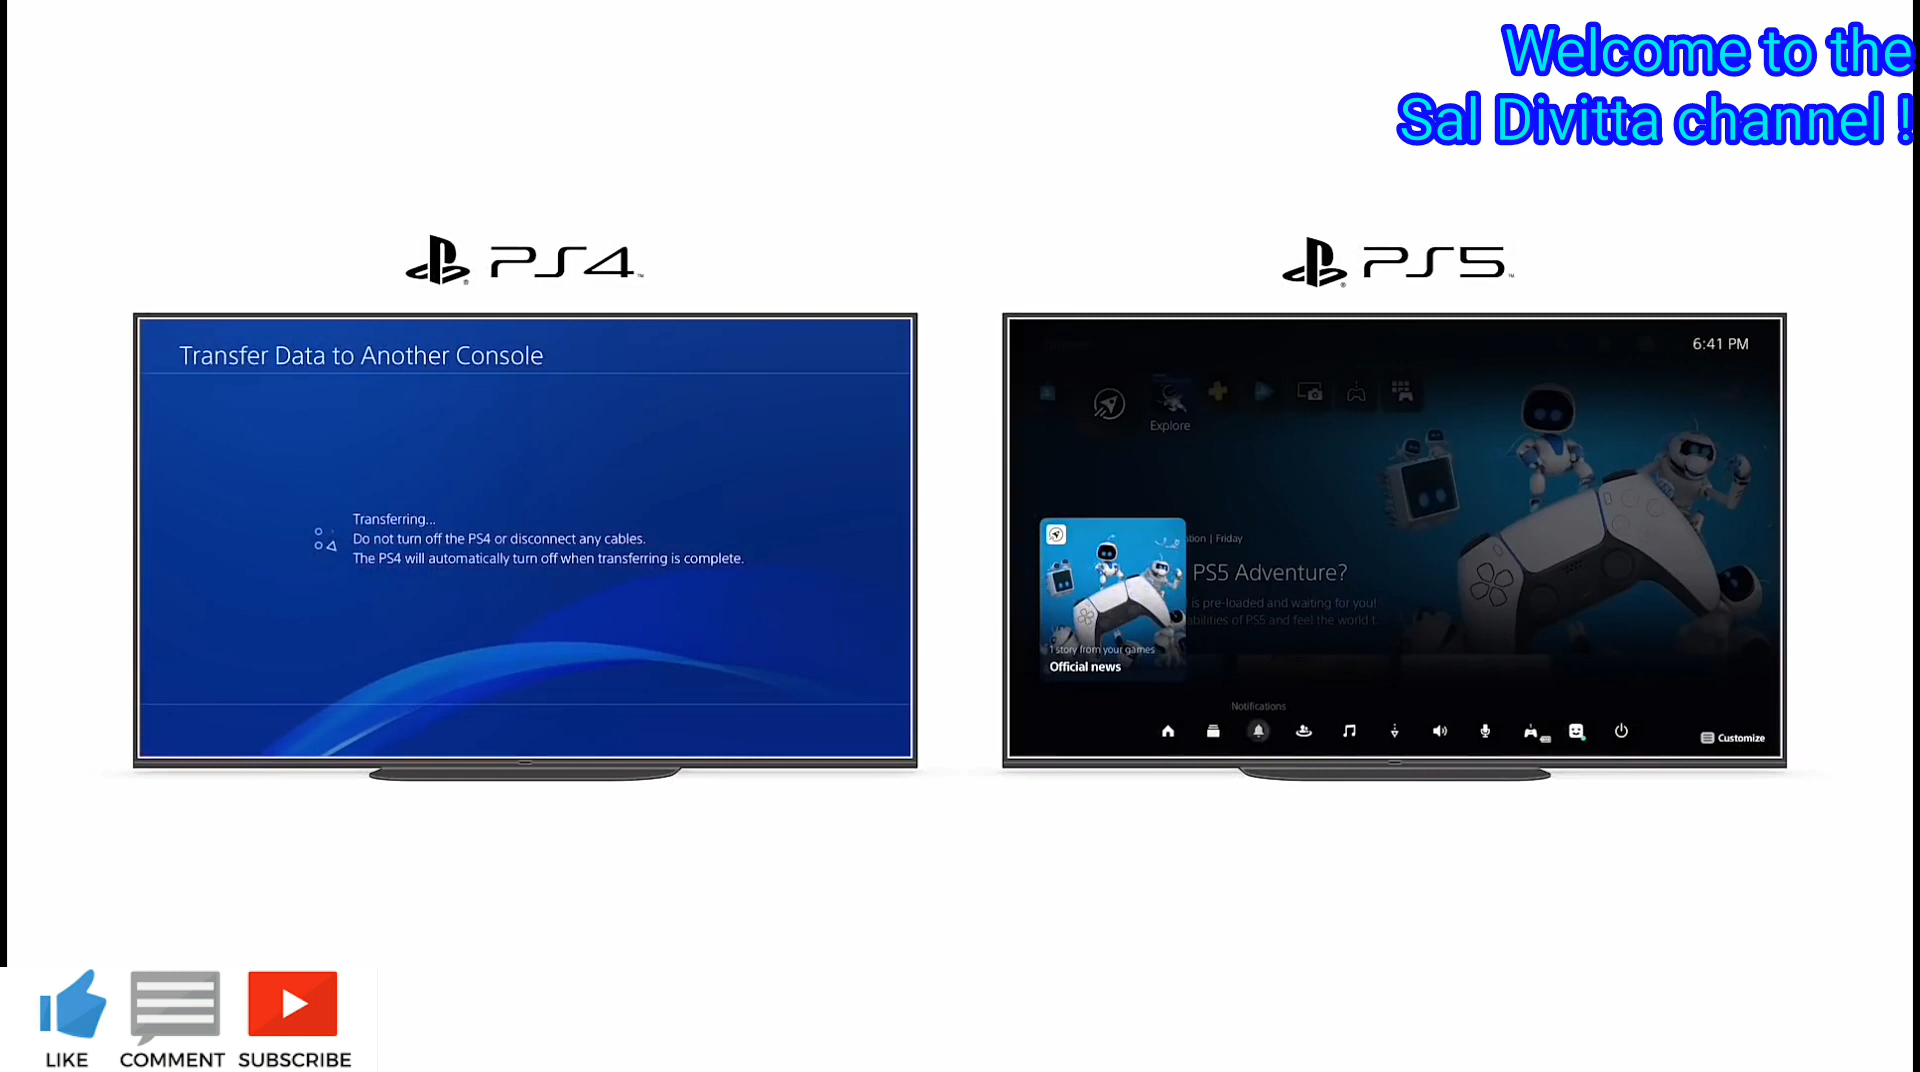 Welcome to the
Sal Divitta channel !
PS4™
PS5™
Transfer Data to Another Console
Transferring...
Do not turn off the PS4 or disconnect any cables.
The PS4 will automatically turn off when transferring is complete.
6:41 PM
Explore
tion | Friday
PS5 Adventure?
is pre-loaded and waiting for you!
abilities of PS5 and feel the world t.
1 story from your games
Official news
Notifications
Customize
LIKE COMMENT SUBSCRIBE